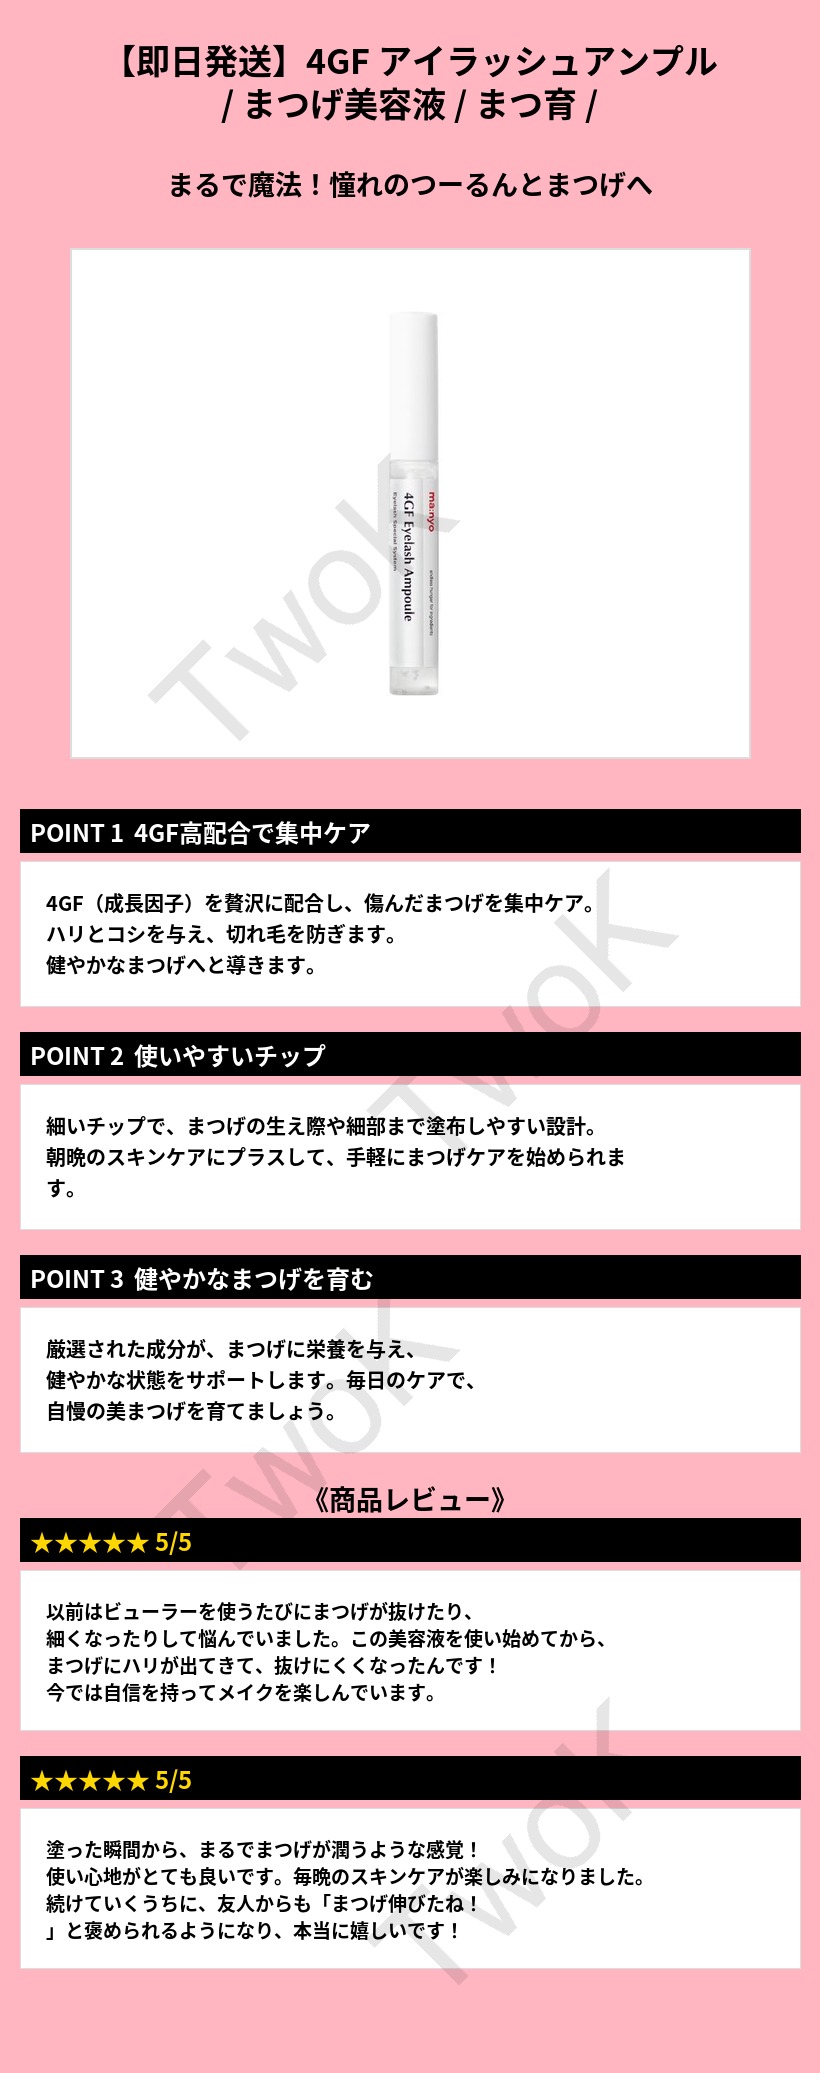 【即日発送】4GF アイラッシュアンプル
/ まつげ美容液 / まつ育 /
まるで魔法！憧れのつーるんとまつげへ
ma:nyo
4GF Eyelash Ampoule
Eyelash Special System
endless hunger for ingredients
TwoK
POINT 1 4GF高配合で集中ケア
4GF（成長因子）を贅沢に配合し、傷んだまつげを集中ケア。
ハリとコシを与え、切れ毛を防ぎます。
健やかなまつげへと導きます。
TwoK
POINT 2 使いやすいチップ
細いチップで、まつげの生え際や細部まで塗布しやすい設計。
朝晩のスキンケアにプラスして、手軽にまつげケアを始められま
す。
POINT 3 健やかなまつげを育む
厳選された成分が、まつげに栄養を与え、
健やかな状態をサポートします。毎日のケアで、
自慢の美まつげを育てましょう。
TwoK
《商品レビュー》
★★★★★ 5/5
以前はビューラーを使うたびにまつげが抜けたり、
細くなったりして悩んでいました。この美容液を使い始めてから、
まつげにハリが出てきて、抜けにくくなったんです！
今では自信を持ってメイクを楽しんでいます。
★★★★★ 5/5
塗った瞬間から、まるでまつげが潤うような感覚！
使い心地がとても良いです。毎晩のスキンケアが楽しみになりました。
続けていくうちに、友人からも「まつげ伸びたね！
」と褒められるようになり、本当に嬉しいです！
TwoK